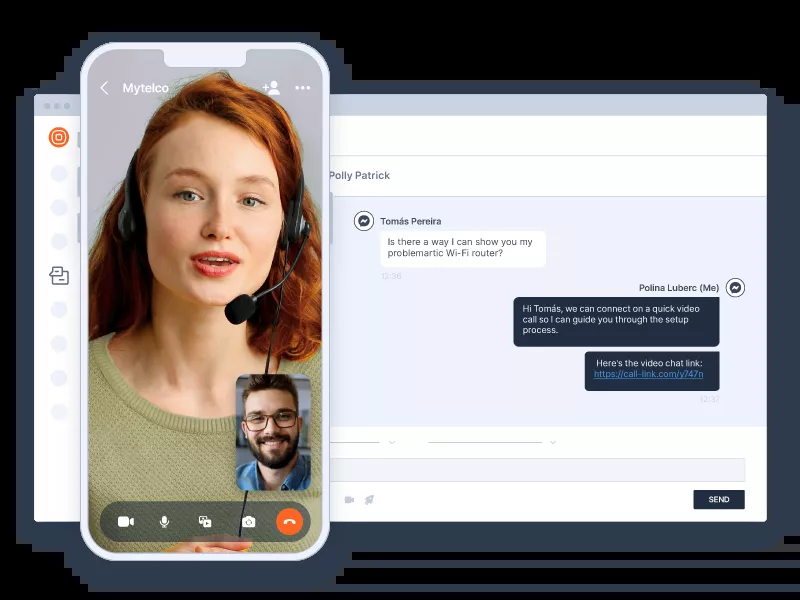 Mytelco
Polly Patrick
Tomás Pereira
Is there a way I can show you my
problemartic Wi-Fi router?
12:36
Polina Luberc (Me)
Hi Tomás, we can connect on a quick video
call so I can guide you through the setup
process.
Here's the video chat link:
https://call-link.com/y747n
12:37
SEND